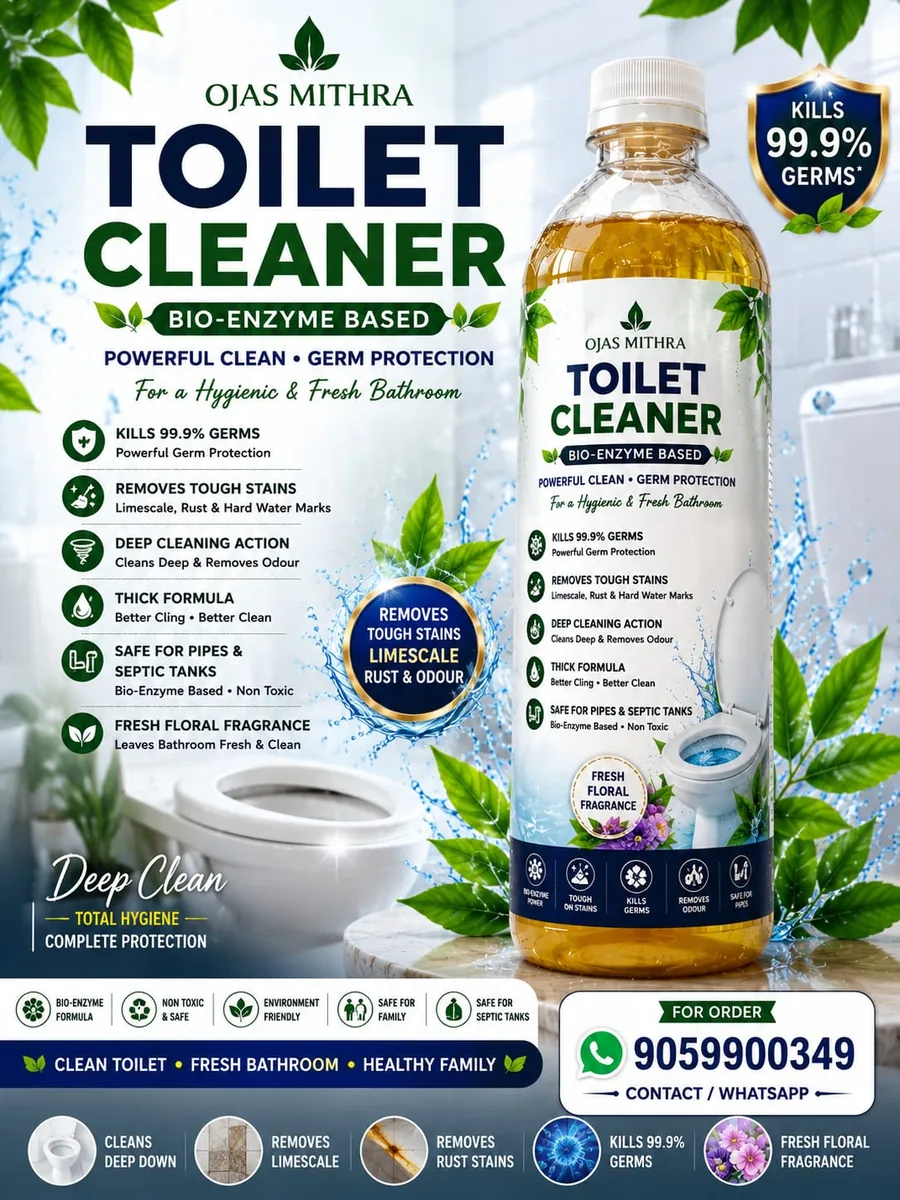 OJAS MITHRA
TOILET
CLEANER
BIO-ENZYME BASED
POWERFUL CLEAN • GERM PROTECTION
For a Hygienic & Fresh Bathroom
KILLS 99.9% GERMS
Powerful Germ Protection
REMOVES TOUGH STAINS
Limescale, Rust & Hard Water Marks
DEEP CLEANING ACTION
Cleans Deep & Removes Odour
THICK FORMULA
Better Cling • Better Clean
SAFE FOR PIPES &
SEPTIC TANKS
Bio-Enzyme Based • Non Toxic
FRESH FLORAL FRAGRANCE
Leaves Bathroom Fresh & Clean
REMOVES
TOUGH STAINS
LIMESCALE
RUST & ODOUR
KILLS
99.9%
GERMS*
OJAS MITHRA
TOILET
CLEANER
BIO-ENZYME BASED
POWERFUL CLEAN • GERM PROTECTION
For a Hygienic & Fresh Bathroom
KILLS 99.9% GERMS
Powerful Germ Protection
REMOVES TOUGH STAINS
Limescale, Rust & Hard Water Marks
DEEP CLEANING ACTION
Cleans Deep & Removes Odour
THICK FORMULA
Better Cling • Better Clean
SAFE FOR PIPES & SEPTIC TANKS
Bio-Enzyme Based • Non Toxic
FRESH
FLORAL
FRAGRANCE
BIO-ENZYME
POWER
TOUGH
ON STAINS
KILLS
GERMS
REMOVES
ODOUR
SAFE FOR
PIPES
Deep Clean
TOTAL HYGIENE
COMPLETE PROTECTION
BIO-ENZYME
FORMULA
NON TOXIC
& SAFE
ENVIRONMENT
FRIENDLY
SAFE FOR
FAMILY
SAFE FOR
SEPTIC TANKS
CLEAN TOILET • FRESH BATHROOM • HEALTHY FAMILY
FOR ORDER
9059900349
CONTACT / WHATSAPP
CLEANS
DEEP DOWN
REMOVES
LIMESCALE
REMOVES
RUST STAINS
KILLS 99.9%
GERMS
FRESH FLORAL
FRAGRANCE